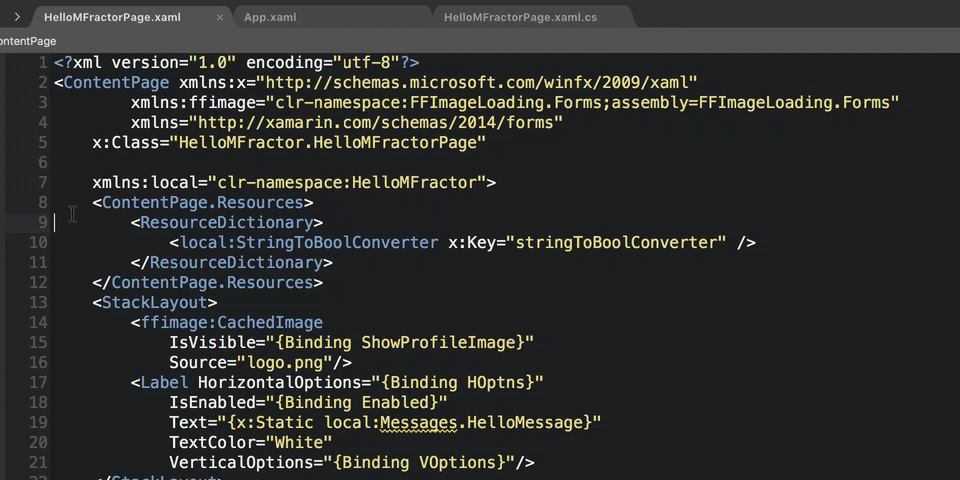 HelloMFractorPage.xaml × App.xaml HelloMFractorPage.xaml.cs
ontentPage
1 <?xml version="1.0" encoding="utf-8"?>
2 <ContentPage xmlns:x="http://schemas.microsoft.com/winfx/2009/xaml"
3 xmlns:ffimage="clr-namespace:FFImageLoading.Forms;assembly=FFImageLoading.Forms"
4 xmlns="http://xamarin.com/schemas/2014/forms"
5 x:Class="HelloMFractor.HelloMFractorPage"
6
7 xmlns:local="clr-namespace:HelloMFractor">
8 <ContentPage.Resources>
9 <ResourceDictionary>
10 <local:StringToBoolConverter x:Key="stringToBoolConverter" />
11 </ResourceDictionary>
12 </ContentPage.Resources>
13 <StackLayout>
14 <ffimage:CachedImage
15 IsVisible="{Binding ShowProfileImage}"
16 Source="logo.png"/>
17 <Label HorizontalOptions="{Binding HOptns}"
18 IsEnabled="{Binding Enabled}"
19 Text="{x:Static local:Messages.HelloMessage}"
20 TextColor="White"
21 VerticalOptions="{Binding VOptions}"/>
22 </StackLayout>